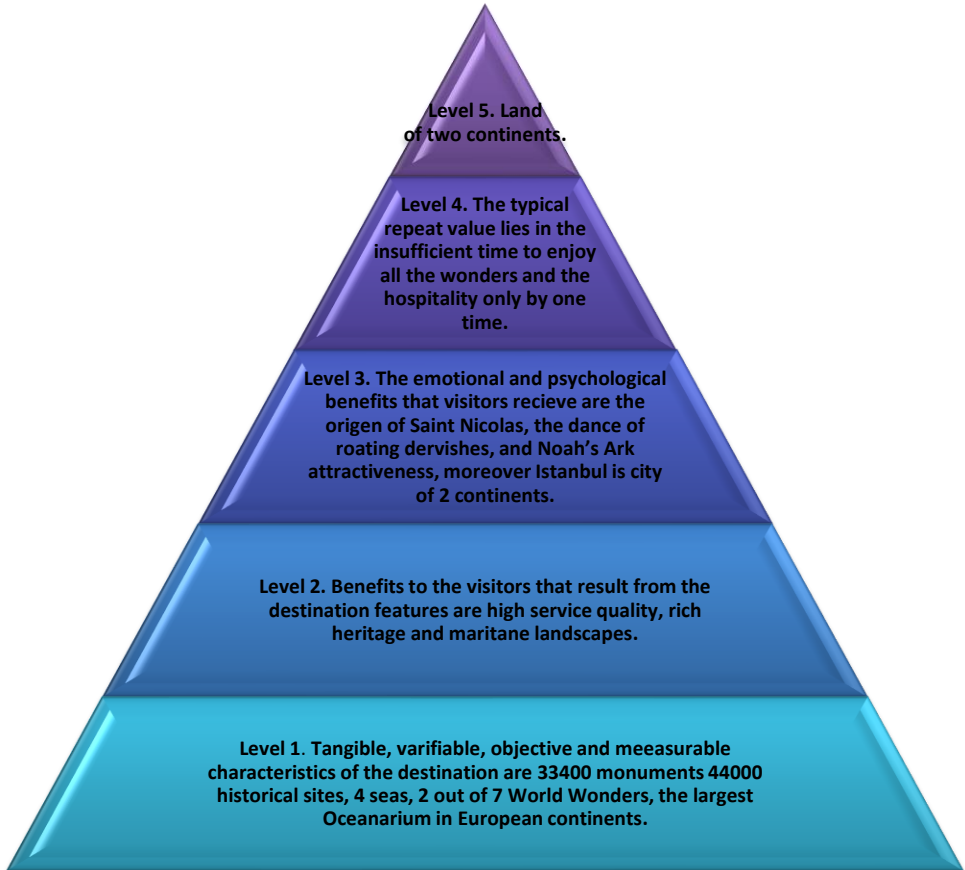 Level 5. Land
of two continents.
Level 4. The typical
repeat value lies in the
insufficient time to enjoy
all the wonders and the
hospitality only by one
time.
Level 3. The emotional and psychological
benefits that visitors recieve are the
origen of Saint Nicolas, the dance of
roating dervishes, and Noah’s Ark
attractiveness, moreover Istanbul is city
of 2 continents.
Level 2. Benefits to the visitors that result from the
destination features are high service quality, rich
heritage and maritane landscapes.
Level 1. Tangible, varifiable, objective and meeasurable
characteristics of the destination are 33400 monuments 44000
historical sites, 4 seas, 2 out of 7 World Wonders, the largest
Oceanarium in European continents.